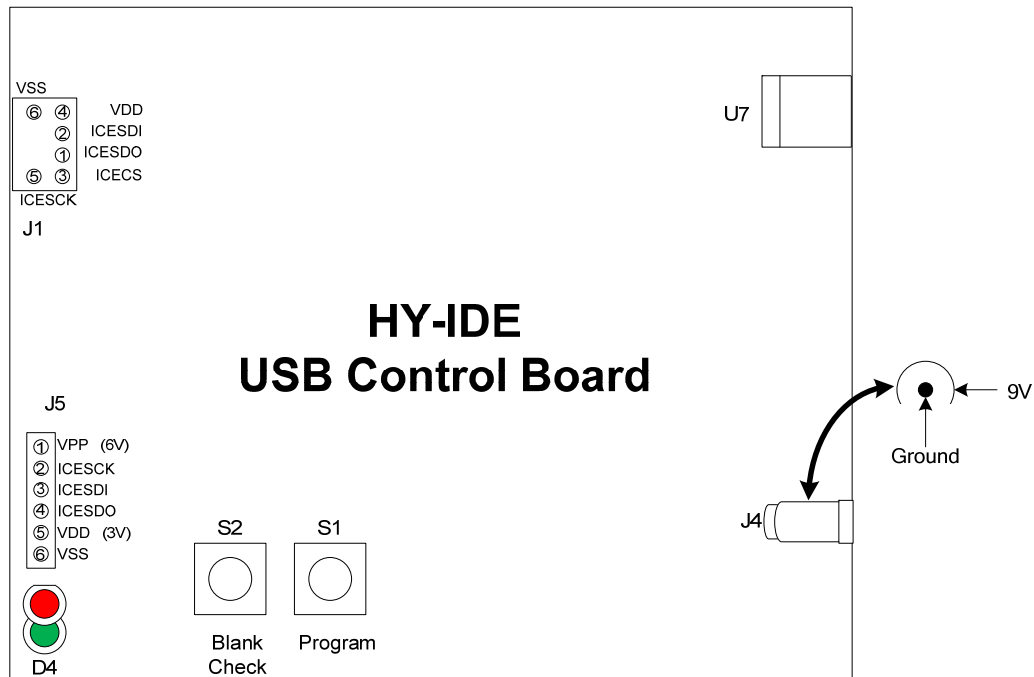 VSS
⑥ ④ VDD
② ICESDI
① ICESDO
⑤ ③ ICECS
ICESCK
J1
U7
HY-IDE
USB Control Board
9V
Ground
J4
J5
① VPP (6V)
② ICESCK
③ ICESDI
④ ICESDO
⑤ VDD (3V)
⑥ VSS
D4
S2
S1
Blank
Check
Program